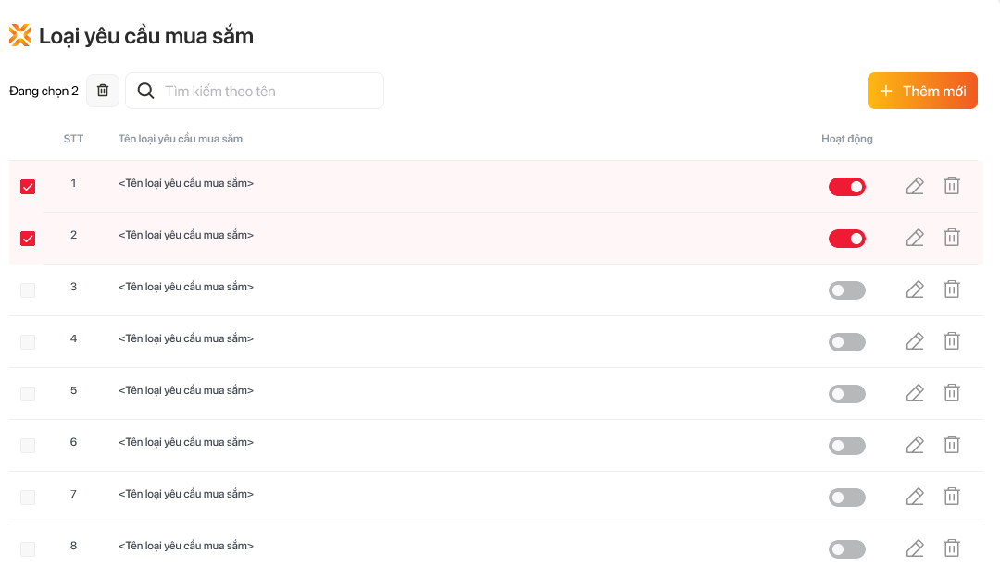 Loại yêu cầu mua sắm
Đang chọn 2
Tìm kiếm theo tên
Thêm mới
STT Tên loại yêu cầu mua sắm Hoạt động
1 <Tên loại yêu cầu mua sắm>
2 <Tên loại yêu cầu mua sắm>
3 <Tên loại yêu cầu mua sắm>
4 <Tên loại yêu cầu mua sắm>
5 <Tên loại yêu cầu mua sắm>
6 <Tên loại yêu cầu mua sắm>
7 <Tên loại yêu cầu mua sắm>
8 <Tên loại yêu cầu mua sắm>